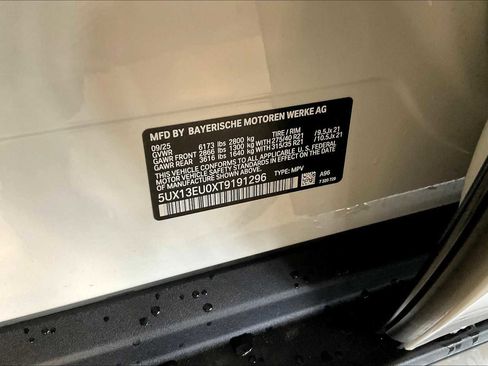 MFD BY BAYERISCHE MOTOREN WERKE AG
09/25 6173 lbs 2800 kg TIRE / RIM
GVWR
GAWR FRONT 2866 lbs 1300 kg WITH 275/40 R21 /9.5Jx 21
GAWR REAR 3616 lbs 1640 kg WITH 315/35 R21 /10.5Jx 21
THIS VEHICLE CONFORMS TO ALL APPLICABLE U.S. FEDERAL
MOTOR VEHICLE SAFETY STANDARDS IN EFFECT ON THE DATE OF
MANUFACTURE SHOWN ABOVE.
5UX13EU0XT9191296 TYPE: MPV
A96